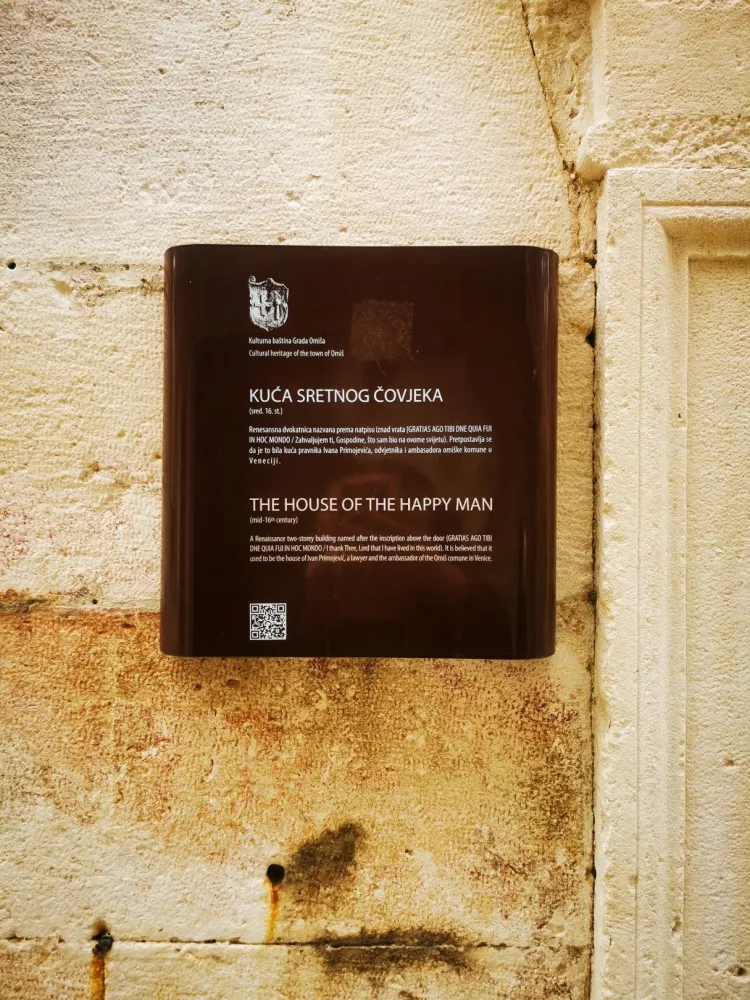 Kulturna baština Grada Omiša
Cultural heritage of the town of Omiš
KUĆA SRETNOG ČOVJEKA
(sred. 16. st.)
Renesansna dvokatnica nazvana prema natpisu iznad vrata (GRATIAS AGO TIBI DNE QUIA FUI
IN HOC MONDO / Zahvaljujem ti, Gospodine, što sam bio na ovome svijetu). Pretpostavlja se
da je to bila kuća pravnika Ivana Primojevića, odvjetnika i ambasadora omiške komune u
Veneciji.
THE HOUSE OF THE HAPPY MAN
(mid-16th century)
A Renaissance two-storey building named after the inscription above the door (GRATIAS AGO TIBI
DNE QUIA FUI IN HOC MONDO / I thank Thee, Lord that I have lived in this world). It is believed that it
used to be the house of Ivan Primojević, a lawyer and the ambassador of the Omiš comune in Venice.